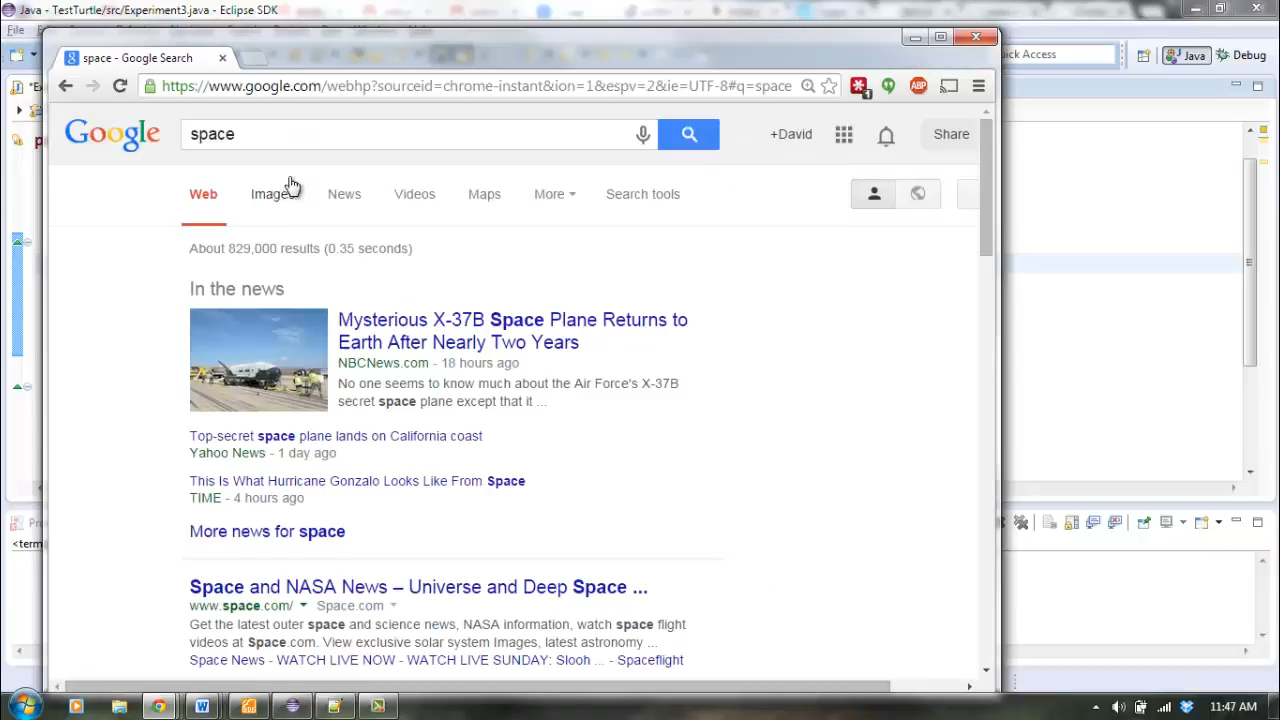 Java - TestTurtle/src/Experiment3.java - Eclipse SDK
File
space - Google Search
https://www.google.com/webhp?sourceid=chrome-instant&ion=1&espv=2&ie=UTF-8#q=space
ABP
1
Quick Access
Java
Debug
Google
space
+David
Share
Web
Images
News
Videos
Maps
More
Search tools
About 829,000 results (0.35 seconds)
In the news
Mysterious X-37B Space Plane Returns to
Earth After Nearly Two Years
NBCNews.com - 18 hours ago
No one seems to know much about the Air Force's X-37B
secret space plane except that it ...
Top-secret space plane lands on California coast
Yahoo News - 1 day ago
This Is What Hurricane Gonzalo Looks Like From Space
TIME - 4 hours ago
More news for space
Space and NASA News – Universe and Deep Space ...
www.space.com/ Space.com
Get the latest outer space and science news, NASA information, watch space flight
videos at Space.com. View exclusive solar system Images, latest astronomy ...
Space News - WATCH LIVE NOW - WATCH LIVE SUNDAY: Slooh ... - Spaceflight
<term
11:47 AM